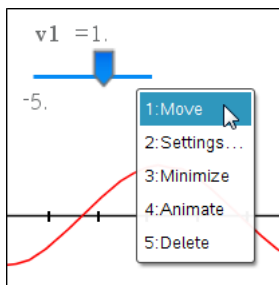 v1 =1.
-5.
1:Move
2:Settings...
3:Minimize
4:Animate
5:Delete